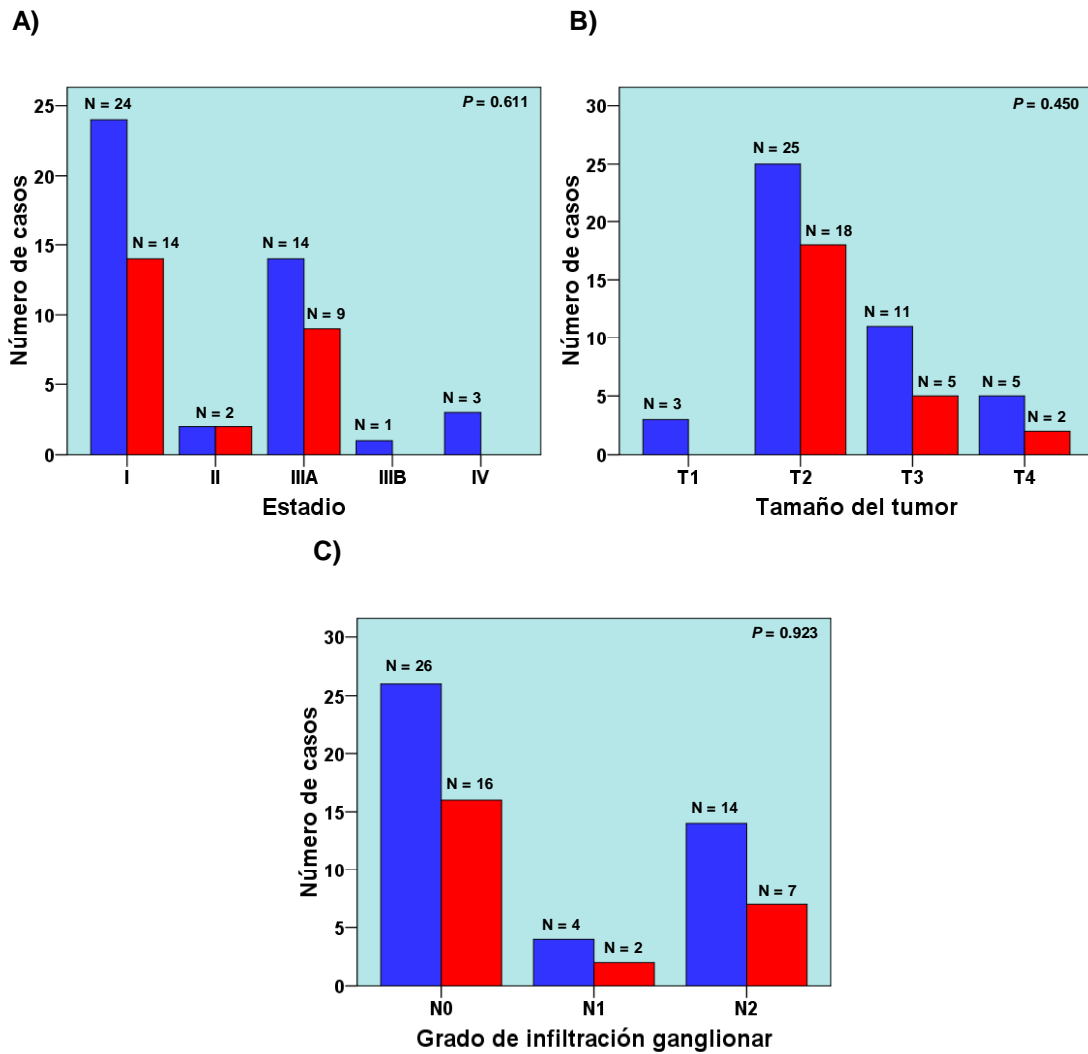 A)
P = 0.611
Número de casos
25
20
15
10
5
0
N = 24
N = 14
N = 2
N = 14
N = 9
N = 1
N = 3
I
II
IIIA
IIIB
IV
Estadio
B)
P = 0.450
Número de casos
30
25
20
15
10
5
0
N = 3
N = 25
N = 18
N = 11
N = 5
N = 5
N = 2
T1
T2
T3
T4
Tamaño del tumor
C)
P = 0.923
Número de casos
30
25
20
15
10
5
0
N = 26
N = 16
N = 4
N = 2
N = 14
N = 7
N0
N1
N2
Grado de infiltración ganglionar